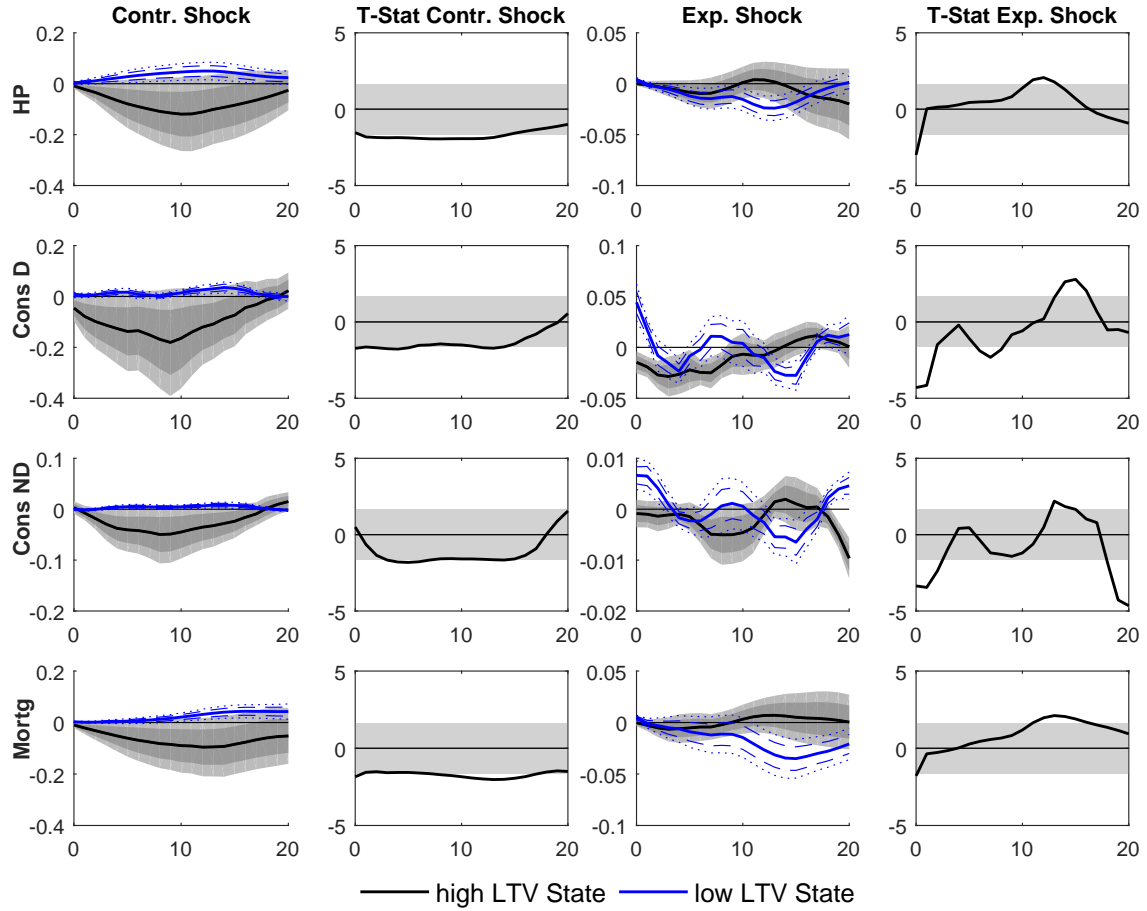 Contr. Shock T-Stat Contr. Shock Exp. Shock T-Stat Exp. Shock
HP
0.2 0 -0.2 -0.4
0 10 20
5 0 -5
0 10 20
0.05 0 -0.05 -0.1
0 10 20
5 0 -5
0 10 20
Cons D
0.2 0 -0.2 -0.4
0 10 20
5 0 -5
0 10 20
0.1 0.05 0 -0.05
0 10 20
5 0 -5
0 10 20
Cons ND
0.1 0 -0.1 -0.2
0 10 20
5 0 -5
0 10 20
0.01 0 -0.01 -0.02
0 10 20
5 0 -5
0 10 20
Mortg
0.2 0 -0.2 -0.4
0 10 20
5 0 -5
0 10 20
0.05 0 -0.05 -0.1
0 10 20
5 0 -5
0 10 20
high LTV State low LTV State